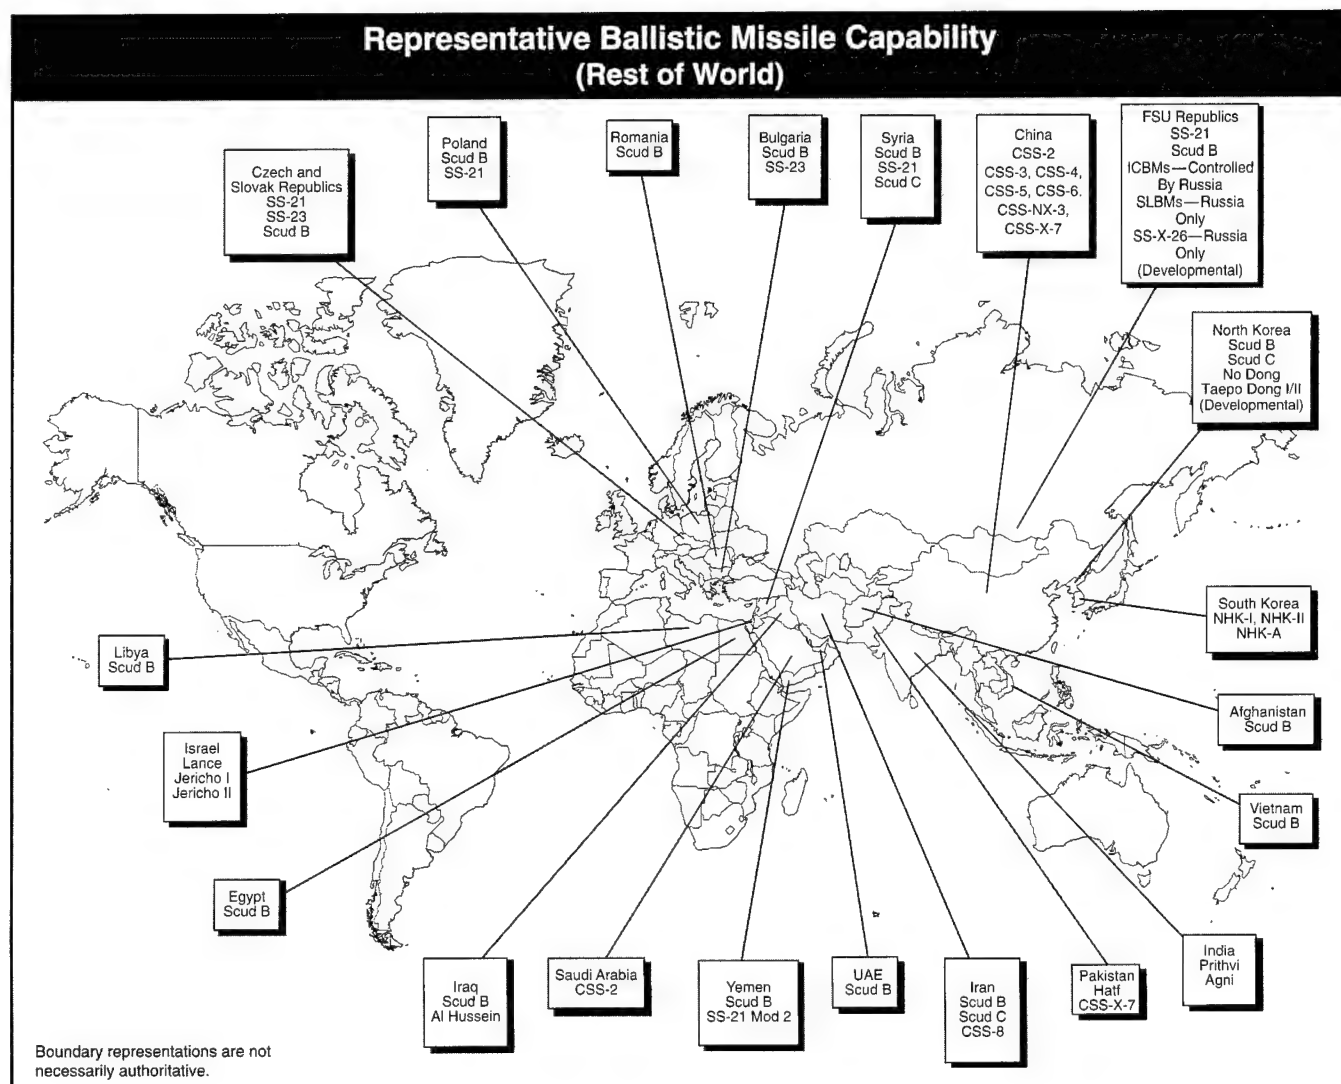 Representative Ballistic Missile Capability
(Rest of World)
Czech and
Slovak Republics
SS-21
SS-23
Scud B
Poland
Scud B
SS-21
Romania
Scud B
Bulgaria
Scud B
SS-23
Syria
Scud B
SS-21
Scud C
China
CSS-2
CSS-3, CSS-4,
CSS-5, CSS-6.
CSS-NX-3,
CSS-X-7
FSU Republics
SS-21
Scud B
ICBMs—Controlled
By Russia
SLBMs—Russia
Only
SS-X-26—Russia
Only
(Developmental)
North Korea
Scud B
Scud C
No Dong
Taepo Dong I/II
(Developmental)
South Korea
NHK-I, NHK-II
NHK-A
Libya
Scud B
Afghanistan
Scud B
Israel
Lance
Jericho I
Jericho II
Vietnam
Scud B
Egypt
Scud B
Iraq
Scud B
Al Hussein
Saudi Arabia
CSS-2
Yemen
Scud B
SS-21 Mod 2
UAE
Scud B
Iran
Scud B
Scud C
CSS-8
Pakistan
Hatf
CSS-X-7
India
Prithvi
Agni
Boundary representations are not
necessarily authoritative.